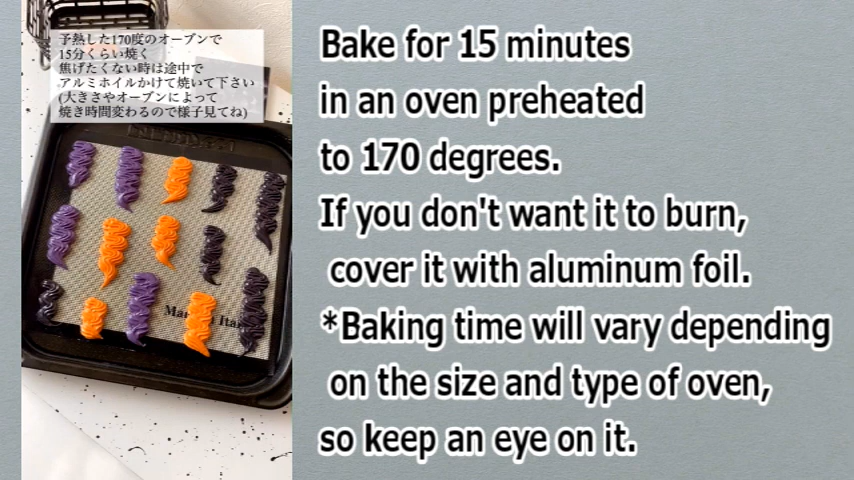 予熱した170度のオーブンで
15分くらい焼く
焦げたくない時は途中で
アルミホイルかけて焼いて下さい
(大きさやオーブンによって
焼き時間変わるので様子見てね)
Bake for 15 minutes
in an oven preheated
to 170 degrees.
If you don't want it to burn,
cover it with aluminum foil.
*Baking time will vary depending
on the size and type of oven,
so keep an eye on it.